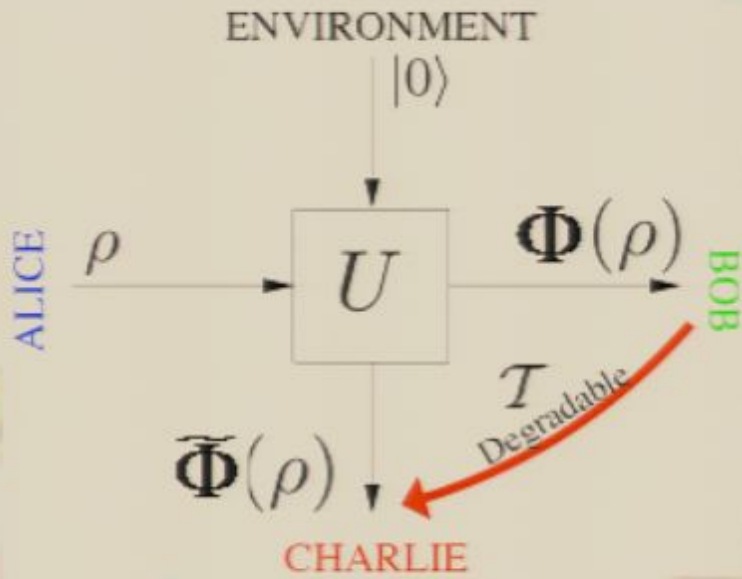 ENVIRONMENT
|0⟩
ALICE
ρ
U
Φ(ρ)
BOB
𝒯
Degradable
Φ̃(ρ)
CHARLIE